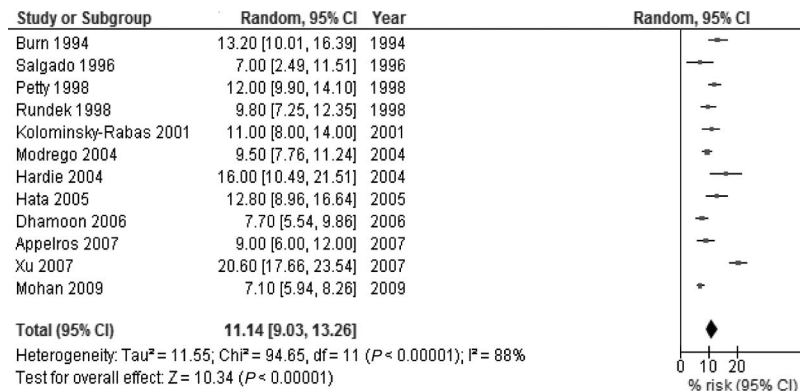 Study or Subgroup Random, 95% CI Year Random, 95% CI
Burn 1994 13.20 [10.01, 16.39] 1994
Salgado 1996 7.00 [2.49, 11.51] 1996
Petty 1998 12.00 [9.90, 14.10] 1998
Rundek 1998 9.80 [7.25, 12.35] 1998
Kolominsky-Rabas 2001 11.00 [8.00, 14.00] 2001
Modrego 2004 9.50 [7.76, 11.24] 2004
Hardie 2004 16.00 [10.49, 21.51] 2004
Hata 2005 12.80 [8.96, 16.64] 2005
Dhamoon 2006 7.70 [5.54, 9.86] 2006
Appelros 2007 9.00 [6.00, 12.00] 2007
Xu 2007 20.60 [17.66, 23.54] 2007
Mohan 2009 7.10 [5.94, 8.26] 2009
Total (95% CI) 11.14 [9.03, 13.26]
Heterogeneity: Tau² = 11.55; Chi² = 94.65, df = 11 (P < 0.00001); I² = 88%
Test for overall effect: Z = 10.34 (P < 0.00001)
0 10 20
% risk (95% CI)